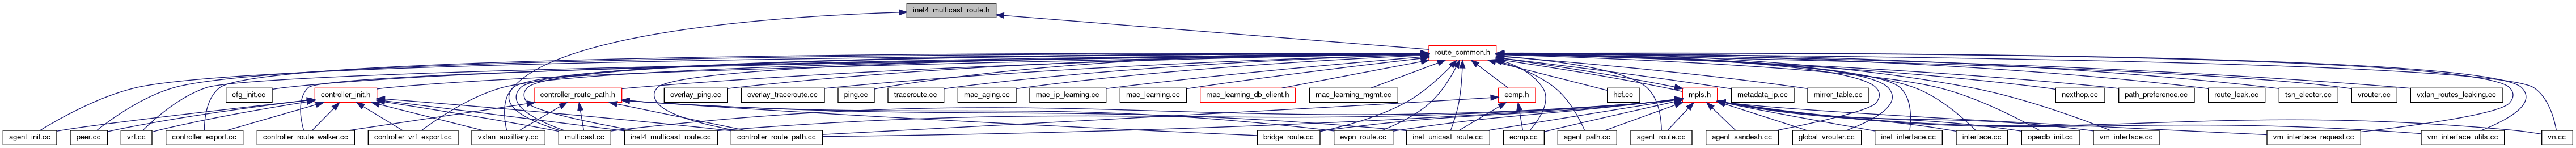 inet4_multicast_route.h
route_common.h
cfg_init.cc
controller_init.h
controller_route_path.h
overlay_ping.cc
overlay_traceroute.cc
ping.cc
traceroute.cc
mac_aging.cc
mac_ip_learning.cc
mac_learning.cc
mac_learning_db_client.h
mac_learning_mgmt.cc
ecmp.h
hbf.cc
mpls.h
metadata_ip.cc
mirror_table.cc
nexthop.cc
path_preference.cc
route_leak.cc
tsn_elector.cc
vrouter.cc
vxlan_routes_leaking.cc
agent_init.cc
peer.cc
vrf.cc
controller_export.cc
controller_route_walker.cc
controller_vrf_export.cc
vxlan_auxilliary.cc
multicast.cc
inet4_multicast_route.cc
controller_route_path.cc
bridge_route.cc
evpn_route.cc
inet_unicast_route.cc
ecmp.cc
agent_path.cc
agent_route.cc
agent_sandesh.cc
global_vrouter.cc
inet_interface.cc
interface.cc
operdb_init.cc
vm_interface.cc
vm_interface_request.cc
vm_interface_utils.cc
vn.cc